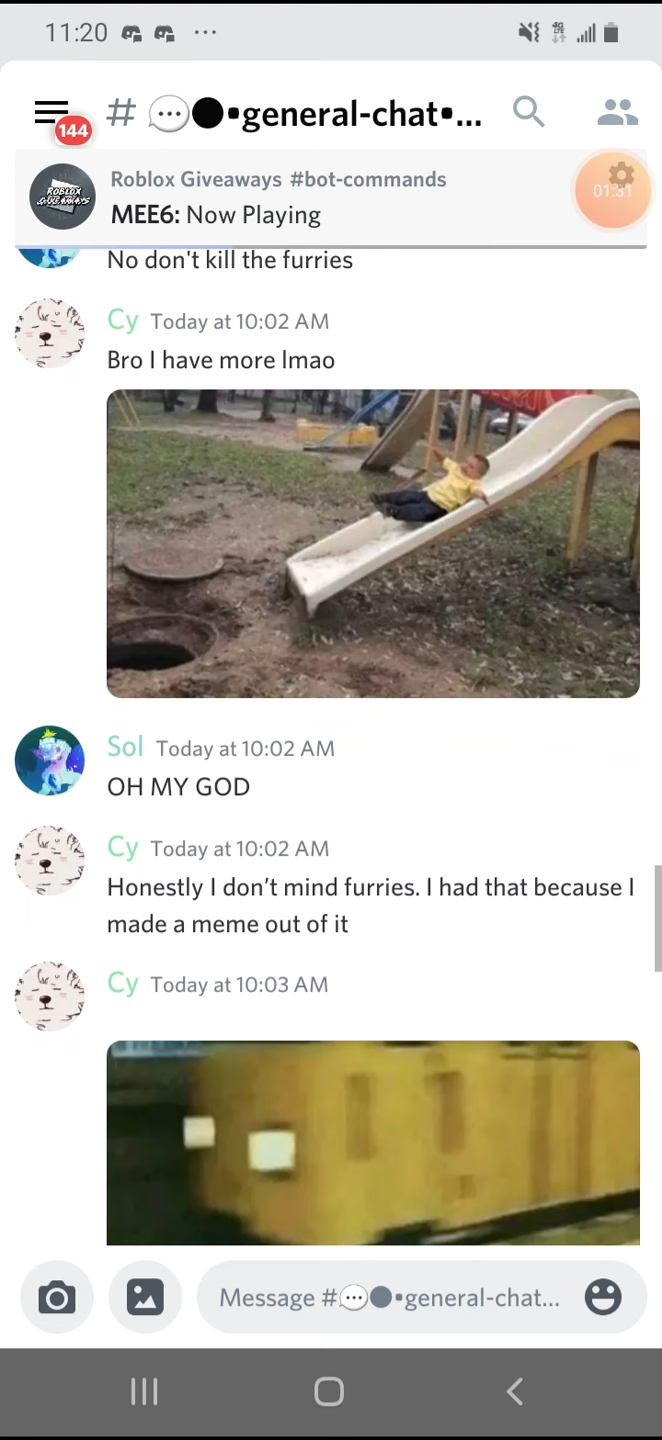 11:20
4G
144
# 💬⚫•general-chat•...
Roblox Giveaways #bot-commands
ROBLOX
GIVEAWAYS
MEE6: Now Playing
01:31
No don't kill the furries
Cy Today at 10:02 AM
Bro I have more lmao
Sol Today at 10:02 AM
OH MY GOD
Cy Today at 10:02 AM
Honestly I don’t mind furries. I had that because I
made a meme out of it
Cy Today at 10:03 AM
Message #💬⚫•general-chat...